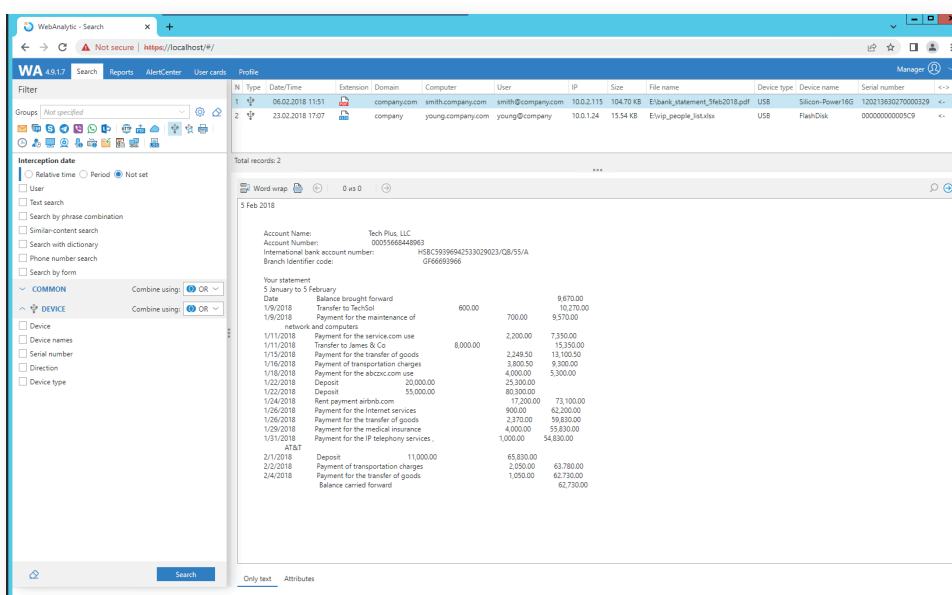 WebAnalytic - Search
Not secure | https://localhost/#/
WA 4.9.1.7 Search Reports AlertCenter User cards Profile Manager
Filter
Groups Not specified
Interception date
Relative time Period Not set
User
Text search
Search by phrase combination
Similar-content search
Search with dictionary
Phone number search
Search by form
COMMON Combine using: OR
DEVICE Combine using: OR
Device
Device names
Serial number
Direction
Device type
Search
N Type Date/Time Extension Domain Computer User IP Size File name Device type Device name Serial number <->
1 06.02.2018 11:51 company.com smith.company.com smith@company.com 10.0.2.115 104.70 KB E:\bank_statement_5feb2018.pdf USB Silicon-Power16G 120213630270000329 <-
2 23.02.2018 17:07 company young.company.com young@company 10.0.1.24 15.54 KB E:\vip_people_list.xlsx USB FlashDisk 000000000005C9 <-
Total records: 2
Word wrap 0 из 0
5 Feb 2018
Account Name: Tech Plus, LLC
Account Number: 00055668448963
International bank account number: HSBC59396942533029023/QB/55/A
Branch Identifier code: GF66693966
Your statement
5 January to 5 February
Date Balance brought forward 9,670.00
1/9/2018 Transfer to TechSol 600.00 10,270.00
1/9/2018 Payment for the maintenance of 700.00 9,570.00
network and computers
1/11/2018 Payment for the service.com use 2,200.00 7,350.00
1/11/2018 Transfer to James & Co 8,000.00 15,350.00
1/15/2018 Payment for the transfer of goods 2,249.50 13,100.50
1/16/2018 Payment of transportation charges 3,800.50 9,300.00
1/18/2018 Payment for the abczxc.com use 4,000.00 5,300.00
1/22/2018 Deposit 20,000.00 25,300.00
1/22/2018 Deposit 55,000.00 80,300.00
1/24/2018 Rent payment airbnb.com 17,200.00 73,100.00
1/26/2018 Payment for the Internet services 900.00 62,200.00
1/26/2018 Payment for the transfer of goods 2,370.00 59,830.00
1/29/2018 Payment for the medical insurance 4,000.00 55,830.00
1/31/2018 Payment for the IP telephony services , 1,000.00 54,830.00
AT&T
2/1/2018 Deposit 11,000.00 65,830.00
2/2/2018 Payment of transportation charges 2,050.00 63.780.00
2/4/2018 Payment for the transfer of goods 1,050.00 62.730.00
Balance carried forward 62,730.00
Only text Attributes